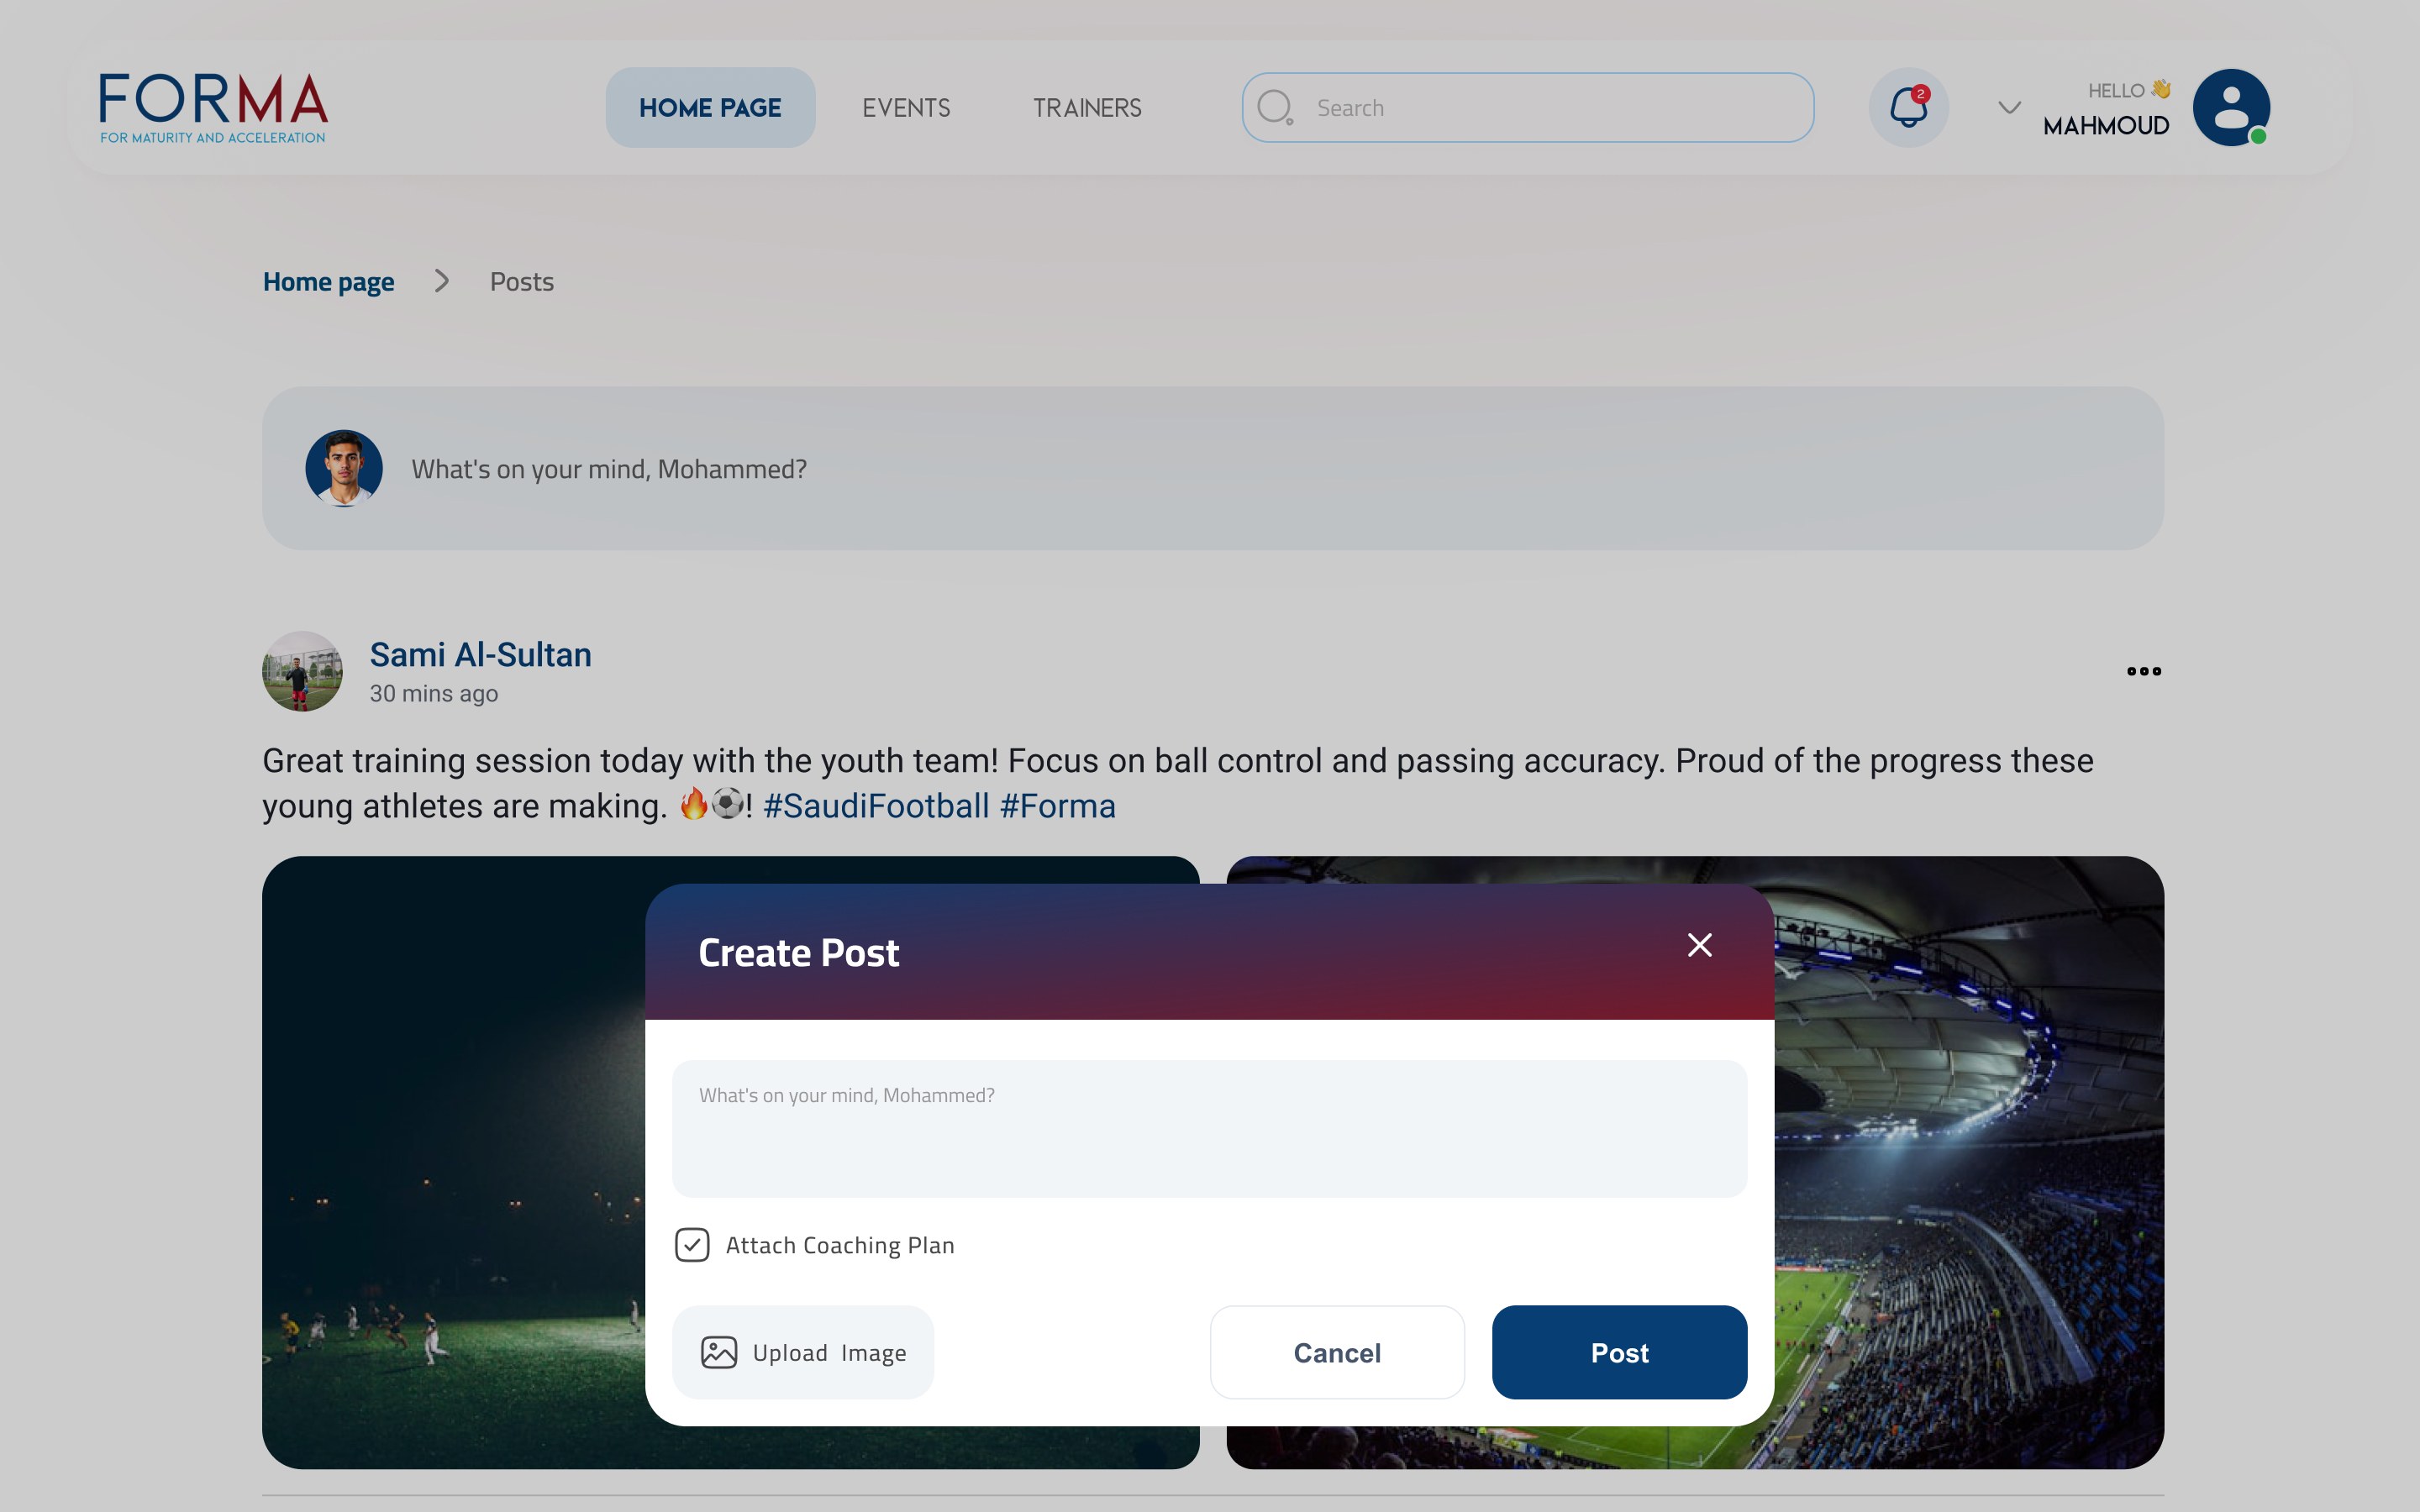 FORMA
FOR MATURITY AND ACCELERATION
HOME PAGE
EVENTS
TRAINERS
Search
2
HELLO 👋
MAHMOUD
Home page > Posts
What's on your mind, Mohammed?
Sami Al-Sultan
30 mins ago
Great training session today with the youth team! Focus on ball control and passing accuracy. Proud of the progress these
young athletes are making. 🔥⚽! #SaudiFootball #Forma
Create Post
What's on your mind, Mohammed?
Attach Coaching Plan
Upload Image
Cancel
Post